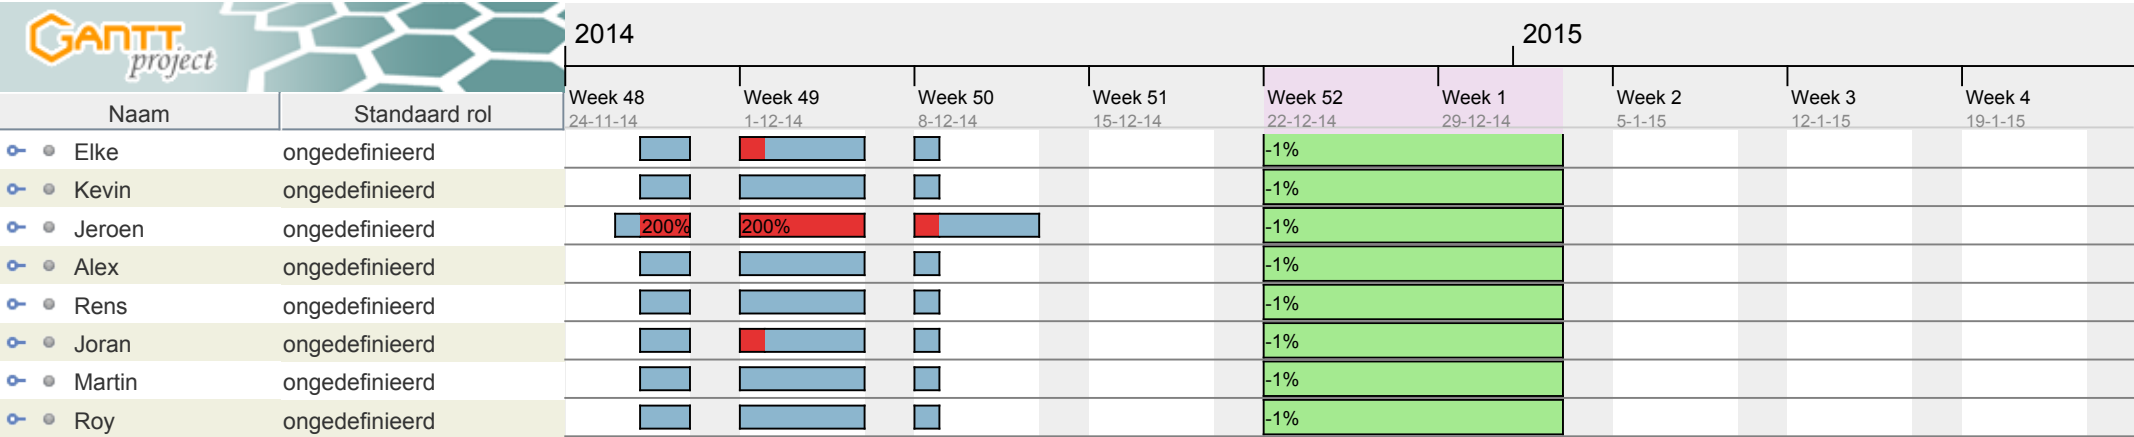 GANTT
project
2014 2015
Week 48 Week 49 Week 50 Week 51 Week 52 Week 1 Week 2 Week 3 Week 4
Naam Standaard rol
24-11-14 1-12-14 8-12-14 15-12-14 22-12-14 29-12-14 5-1-15 12-1-15 19-1-15
Elke ongedefinieerd -1%
Kevin ongedefinieerd -1%
Jeroen ongedefinieerd 200% 200% -1%
Alex ongedefinieerd -1%
Rens ongedefinieerd -1%
Joran ongedefinieerd -1%
Martin ongedefinieerd -1%
Roy ongedefinieerd -1%